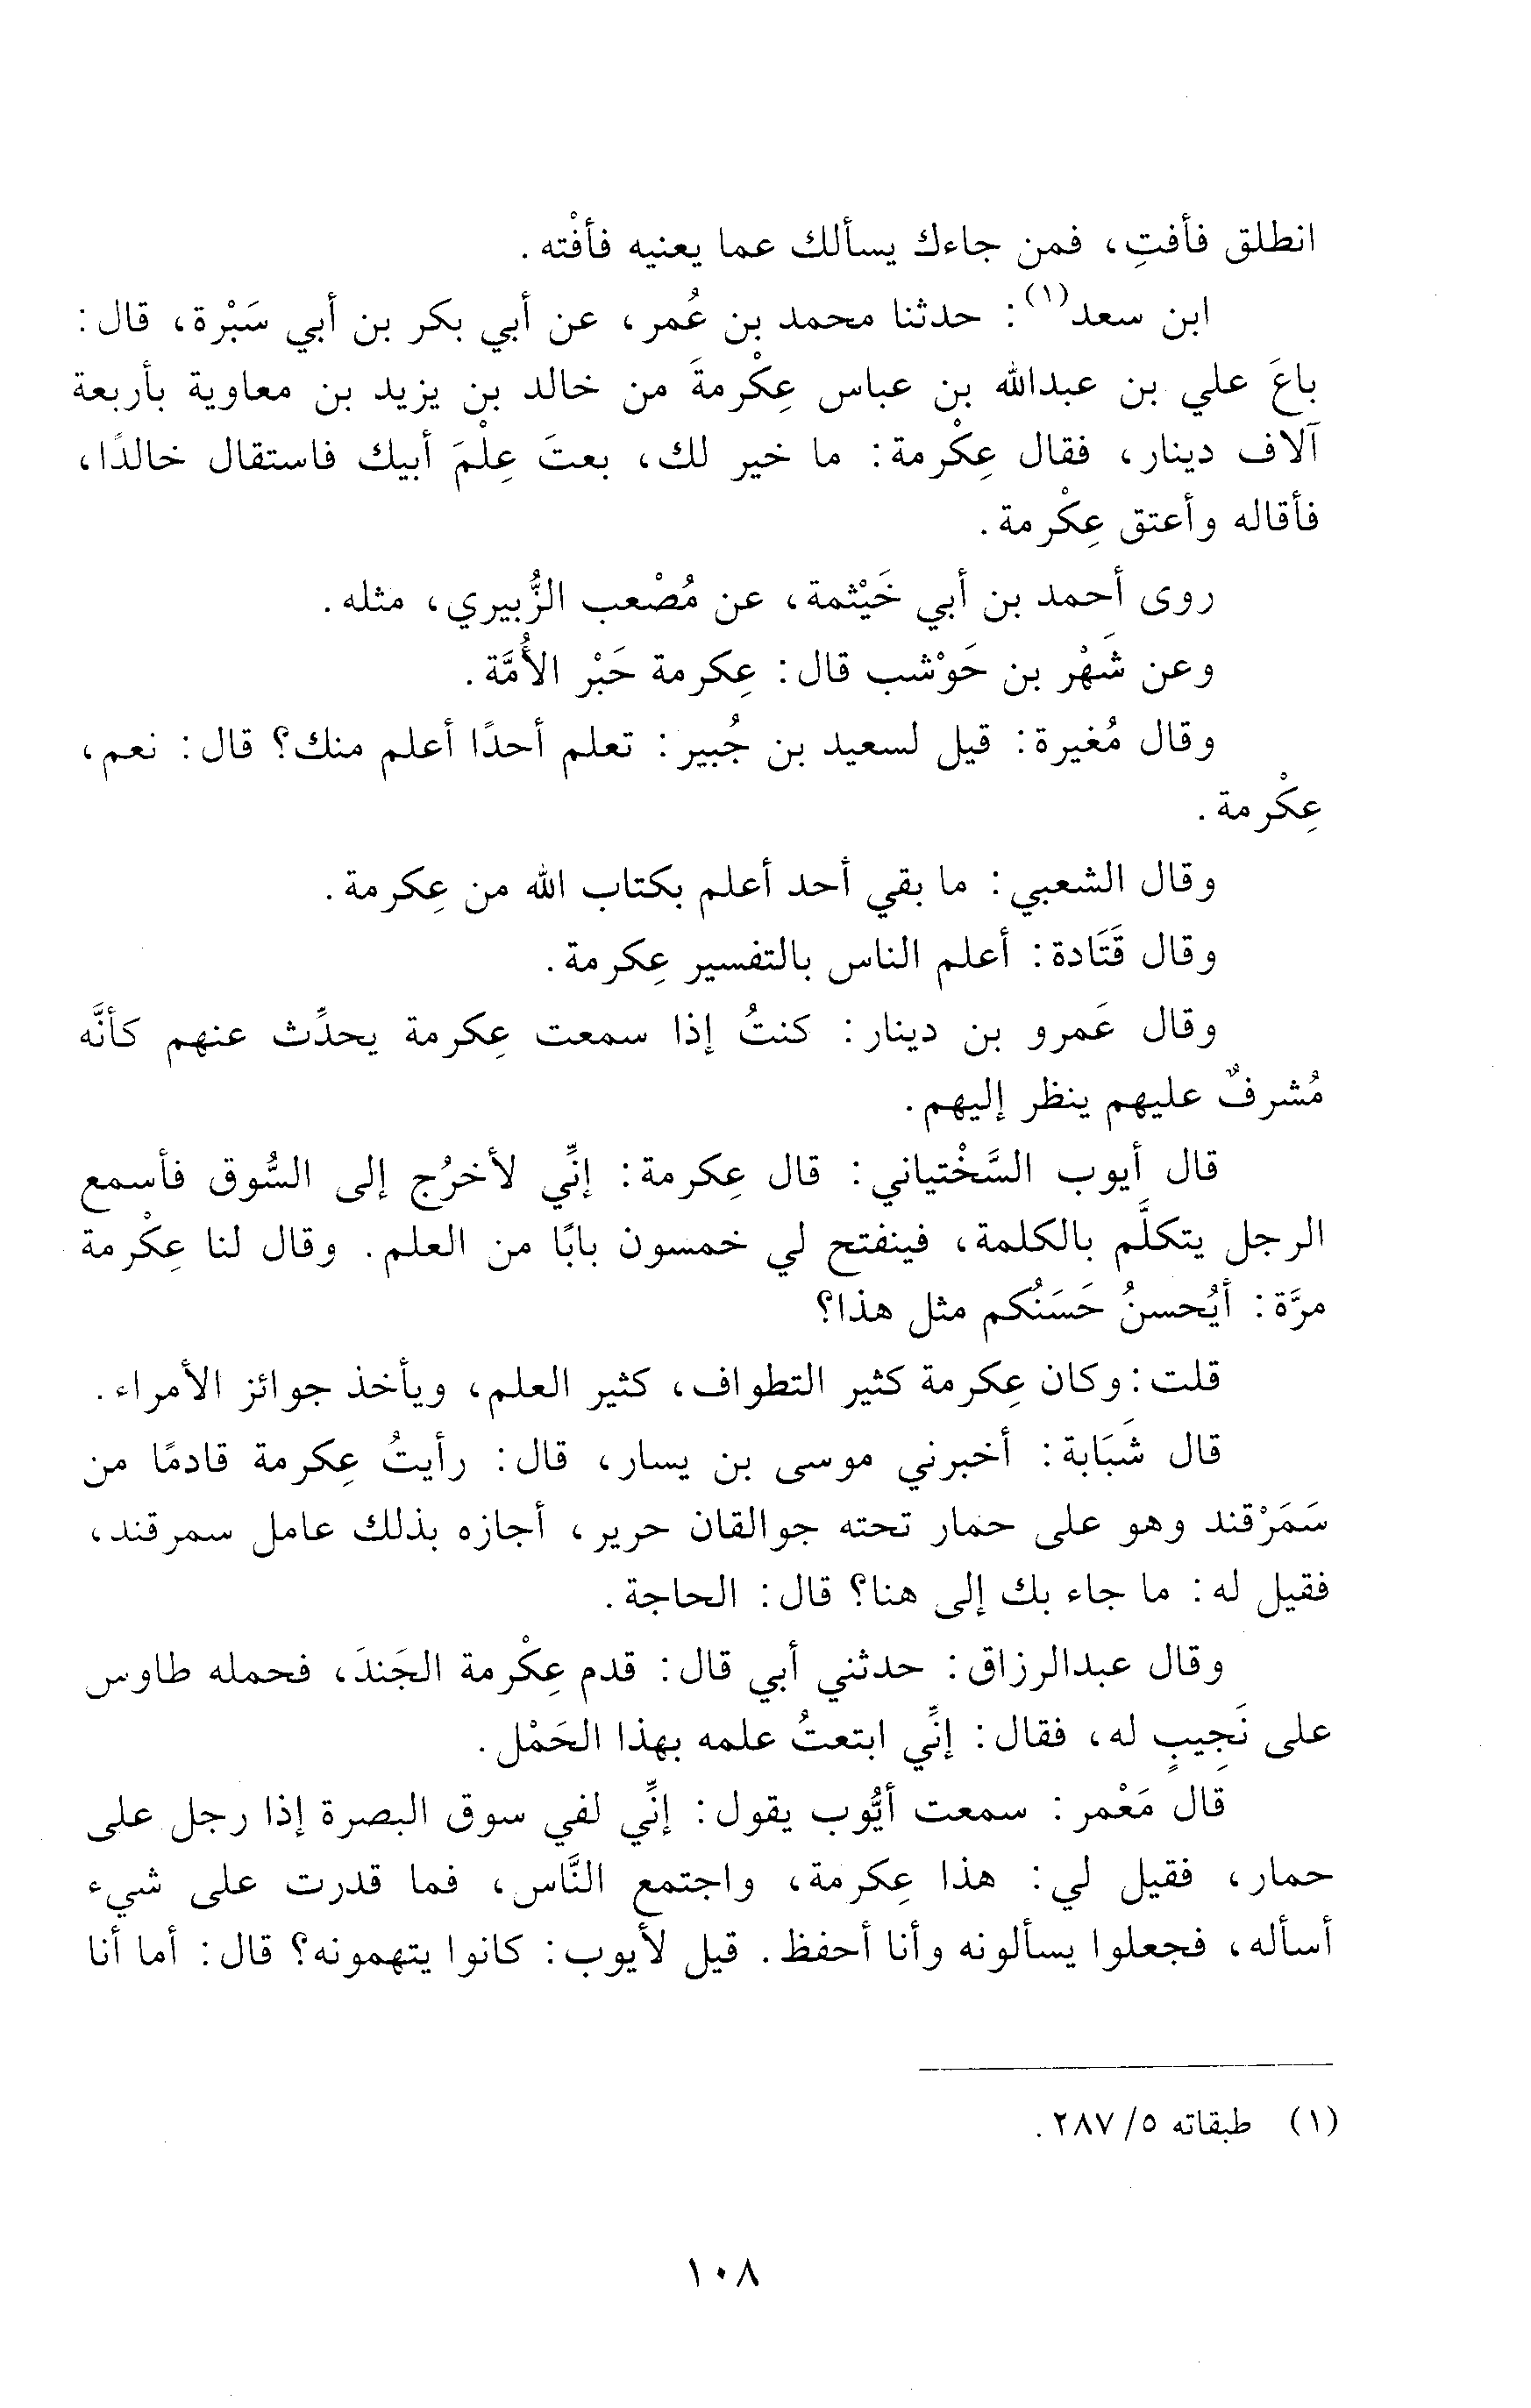 انطلق فأفتِ، فمن جاءك يسألك عما يعنيه فأفْته.
ابن سعد(١): حدثنا محمد بن عُمر، عن أبي بكر بن أبي سَبْرة، قال:
باعَ علي بن عبدالله بن عباس عِكْرمةَ من خالد بن يزيد بن معاوية بأربعة
آلاف دينار، فقال عِكْرمة: ما خير لك، بعتَ عِلْمَ أبيك فاستقال خالدًا،
فأقاله وأعتق عِكْرمة.
روى أحمد بن أبي خَيْثمة، عن مُصْعب الزُّبيري، مثله.
وعن شَهْر بن حَوْشب قال: عِكرمة حَبْر الأُمَّة.
وقال مُغيرة: قيل لسعيد بن جُبير: تعلم أحدًا أعلم منك؟ قال: نعم،
عِكْرمة.
وقال الشعبي: ما بقي أحد أعلم بكتاب الله من عِكرمة.
وقال قَتَادة: أعلم الناس بالتفسير عِكرمة.
وقال عَمرو بن دينار: كنتُ إذا سمعت عِكرمة يحدِّث عنهم كأنَّه
مُشرفٌ عليهم ينظر إليهم.
قال أيوب السَّخْتياني: قال عِكرمة: إنِّي لأخرُج إلى السُّوق فأسمع
الرجل يتكلَّم بالكلمة، فينفتح لي خمسون بابًا من العلم. وقال لنا عِكْرمة
مرَّة: أيُحسنُ حَسَنُكم مثل هذا؟
قلت: وكان عِكرمة كثير التطواف، كثير العلم، ويأخذ جوائز الأمراء.
قال شَبَابة: أخبرني موسى بن يسار، قال: رأيتُ عِكرمة قادمًا من
سَمَرْقند وهو على حمار تحته جوالقان حرير، أجازه بذلك عامل سمرقند،
فقيل له: ما جاء بك إلى هنا؟ قال: الحاجة.
وقال عبدالرزاق: حدثني أبي قال: قدم عِكْرمة الجَندَ، فحمله طاوس
على نَجِيبٍ له، فقال: إنِّي ابتعتُ علمه بهذا الحَمْل.
قال مَعْمر: سمعت أيُّوب يقول: إنِّي لفي سوق البصرة إذا رجل على
حمار، فقيل لي: هذا عِكرمة، واجتمع النَّاس، فما قدرت على شيء
أسأله، فجعلوا يسألونه وأنا أحفظ. قيل لأيوب: كانوا يتهمونه؟ قال: أما أنا
(١) طبقاته ٥/ ٢٨٧.
١٠٨